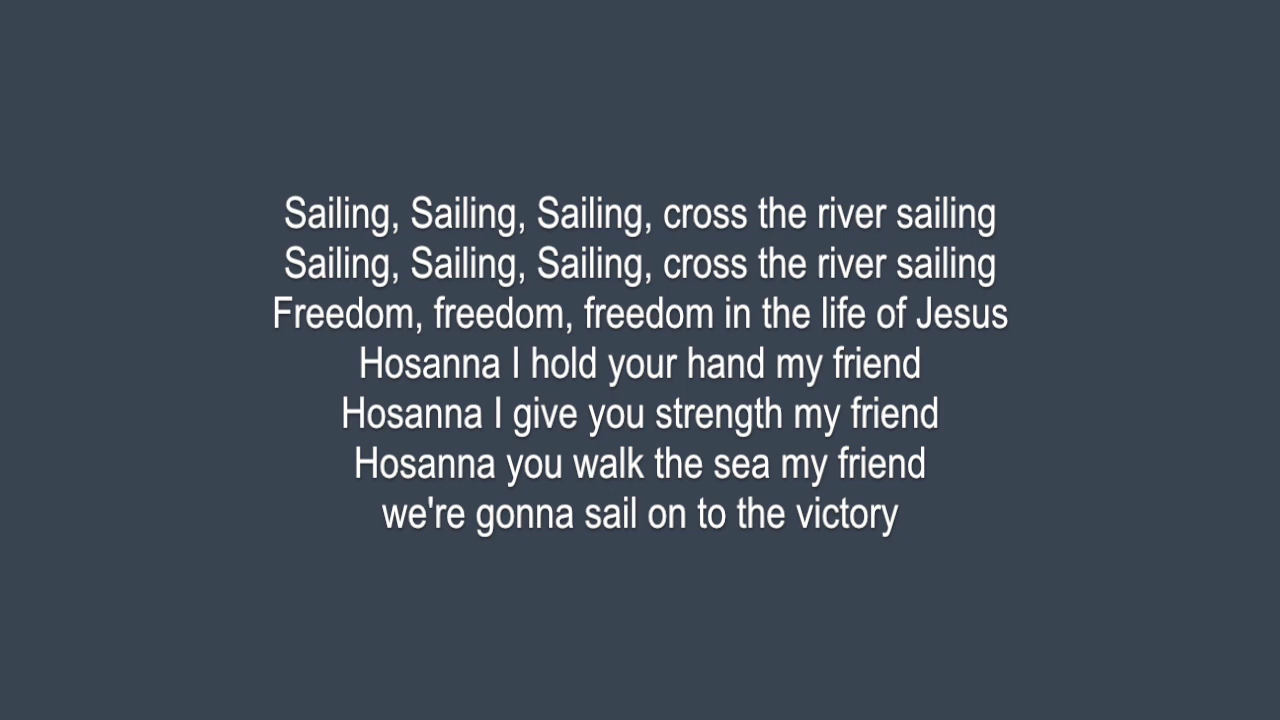 Sailing, Sailing, Sailing, cross the river sailing
Sailing, Sailing, Sailing, cross the river sailing
Freedom, freedom, freedom in the life of Jesus
Hosanna I hold your hand my friend
Hosanna I give you strength my friend
Hosanna you walk the sea my friend
we're gonna sail on to the victory